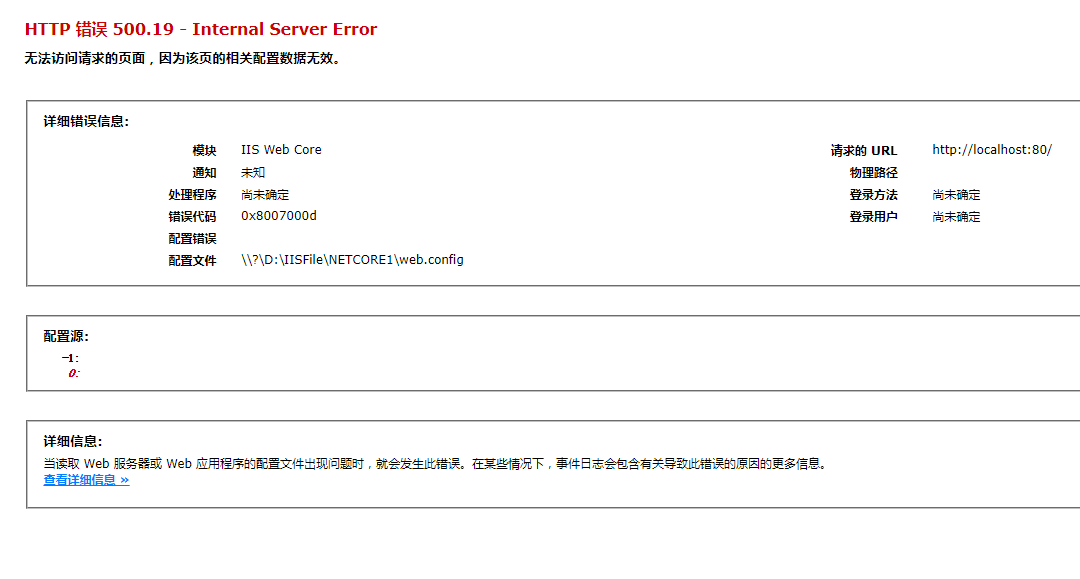 HTTP 错误 500.19 - Internal Server Error
无法访问请求的页面，因为该页的相关配置数据无效。
详细错误信息:
模块 IIS Web Core
通知 未知
处理程序 尚未确定
错误代码 0x8007000d
配置错误
配置文件 \\?\D:\IISFile\NETCORE1\web.config
请求的 URL http://localhost:80/
物理路径
登录方法 尚未确定
登录用户 尚未确定
配置源:
-1:
0:
详细信息:
当读取 Web 服务器或 Web 应用程序的配置文件出现问题时，就会发生此错误。在某些情况下，事件日志会包含有关导致此错误的原因的更多信息。
查看详细信息 »